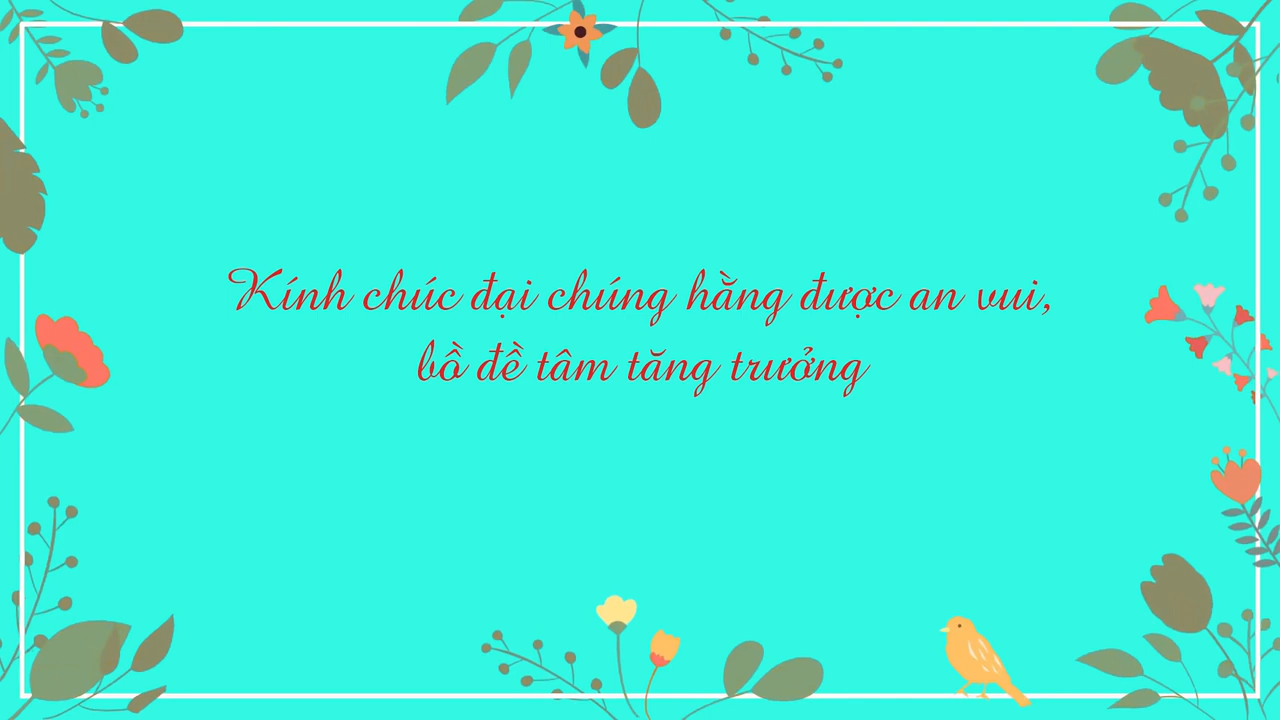 Kính chúc đại chúng hằng được an vui,
bồ đề tâm tăng trưởng